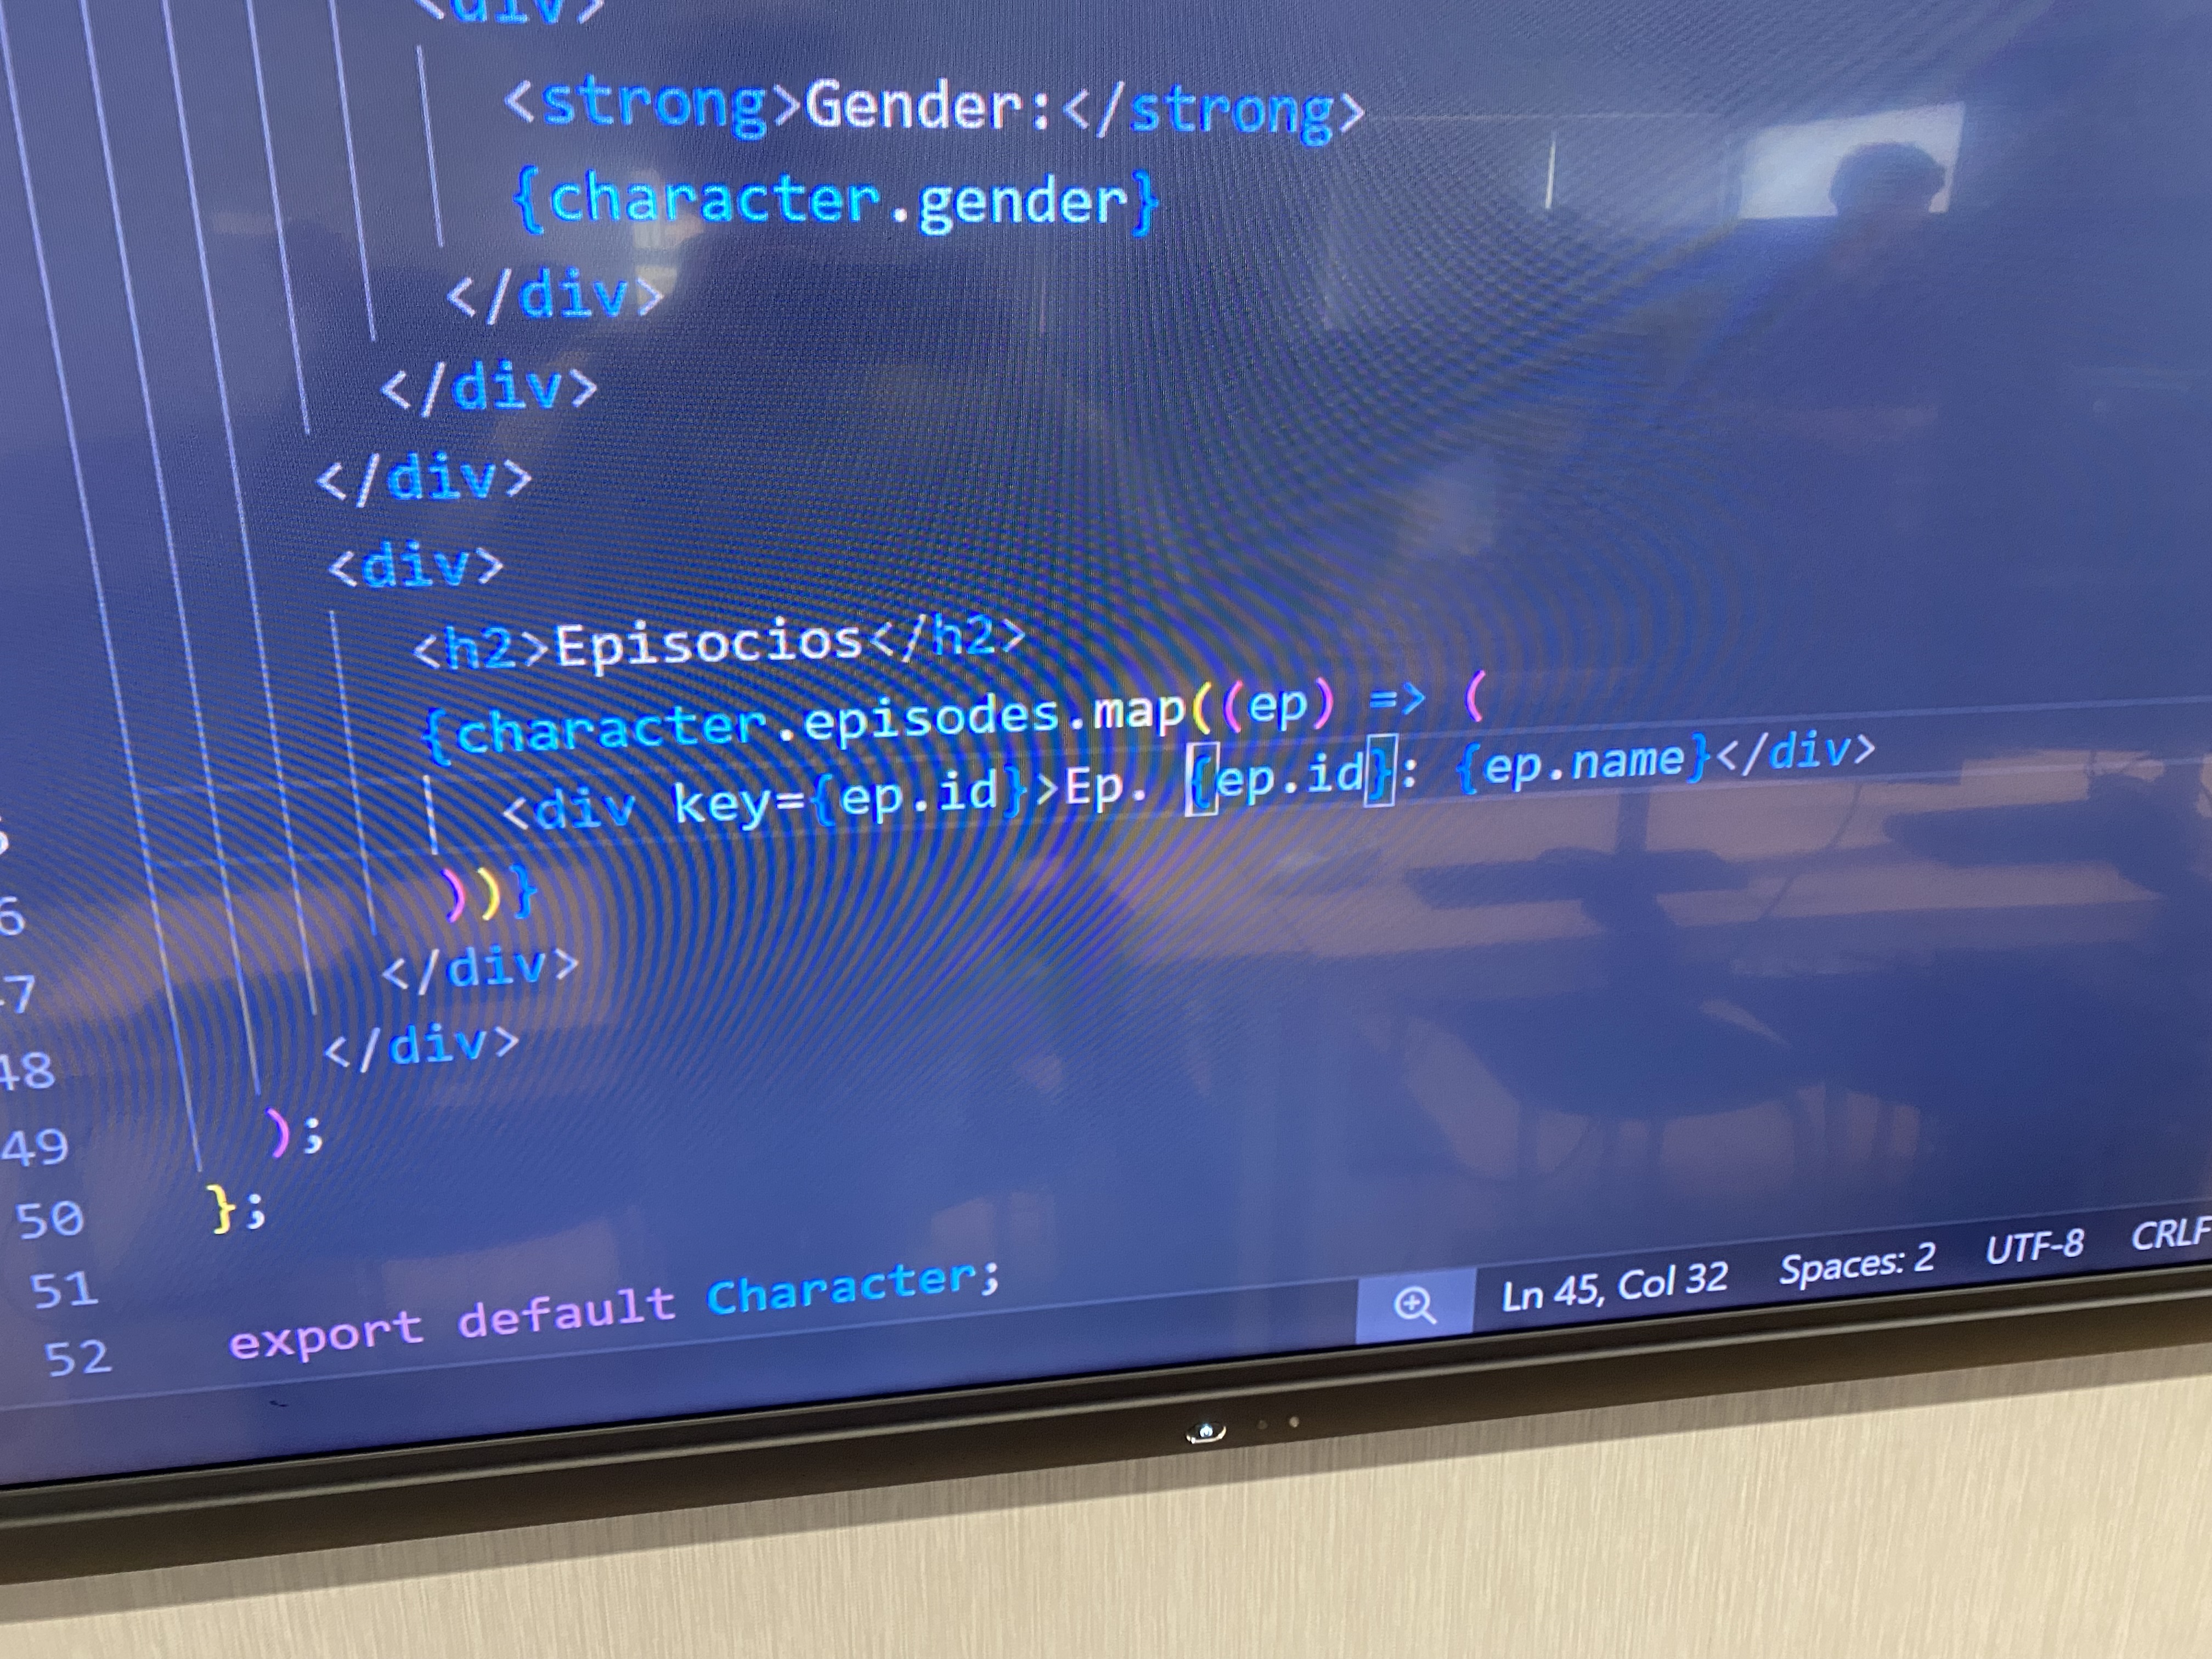 <div>
<strong>Gender:</strong>
{character.gender}
</div>
</div>
</div>
<div>
<h2>Episocios</h2>
{character.episodes.map((ep) => (
<div key={ep.id}>Ep. {ep.id}: {ep.name}</div>
6 ))}
47 </div>
48 </div>
49 );
50 };
51
52 export default Character;
Ln 45, Col 32 Spaces: 2 UTF-8 CRLF